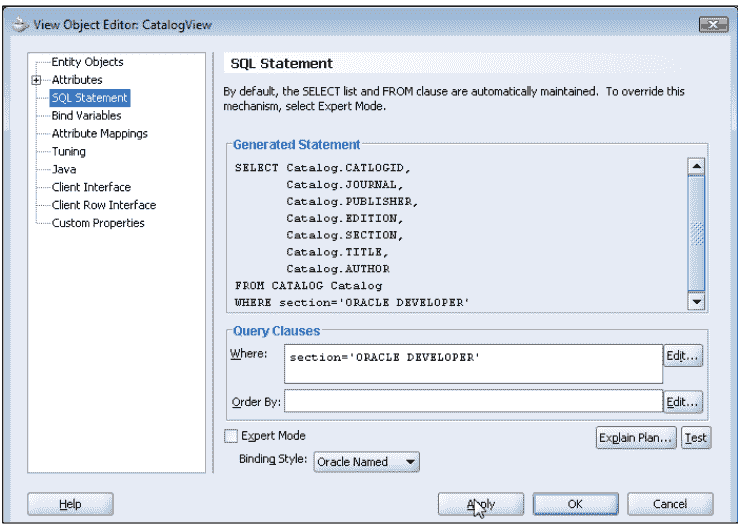 View Object Editor: CatalogView
Entity Objects
Attributes
SQL Statement
Bind Variables
Attribute Mappings
Tuning
Java
Client Interface
Client Row Interface
Custom Properties
SQL Statement
By default, the SELECT list and FROM clause are automatically maintained. To override this
mechanism, select Expert Mode.
Generated Statement
SELECT Catalog.CATLOGID,
Catalog.JOURNAL,
Catalog.PUBLISHER,
Catalog.EDITION,
Catalog.SECTION,
Catalog.TITLE,
Catalog.AUTHOR
FROM CATALOG Catalog
WHERE section='ORACLE DEVELOPER'
Query Clauses
Where: section='ORACLE DEVELOPER' Edit...
Order By: Edit...
Expert Mode Explain Plan... Test
Binding Style: Oracle Named
Help Apply OK Cancel